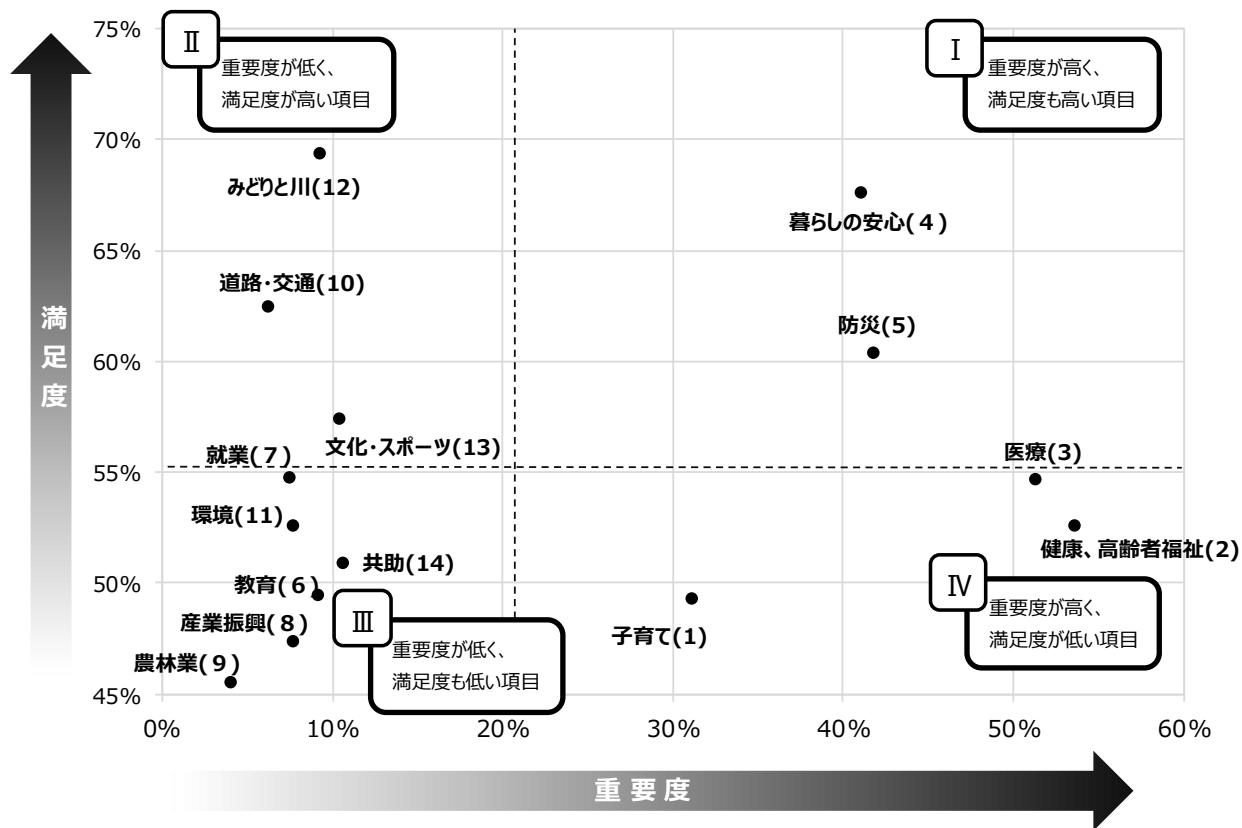 75%
70%
65%
60%
55%
50%
45%
満足度
Ⅱ
重要度が低く、
満足度が高い項目
Ⅰ
重要度が高く、
満足度も高い項目
みどりと川(12)
暮らしの安心(４)
道路・交通(10)
防災(5)
文化・スポーツ(13)
就業(７)
医療(3)
環境(11)
健康、高齢者福祉(2)
共助(14)
教育(６)
産業振興(８)
子育て(1)
農林業(９)
Ⅲ
重要度が低く、
満足度も低い項目
Ⅳ
重要度が高く、
満足度が低い項目
0%
10%
20%
30%
40%
50%
60%
重要度